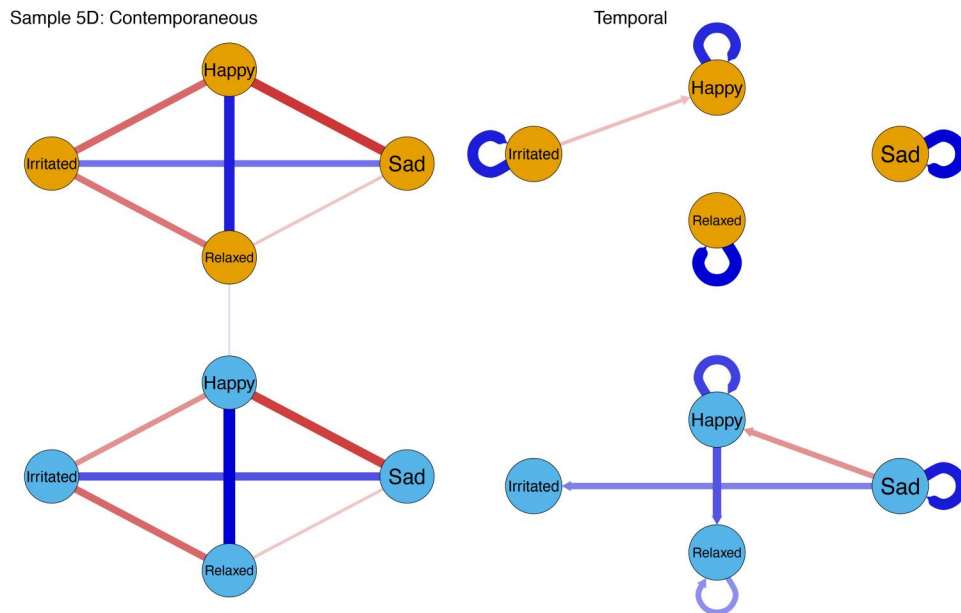 Sample 5D: Contemporaneous
Temporal
Happy
Irritated
Sad
Relaxed
Happy
Irritated
Sad
Relaxed
Happy
Irritated
Sad
Relaxed
Happy
Irritated
Sad
Relaxed